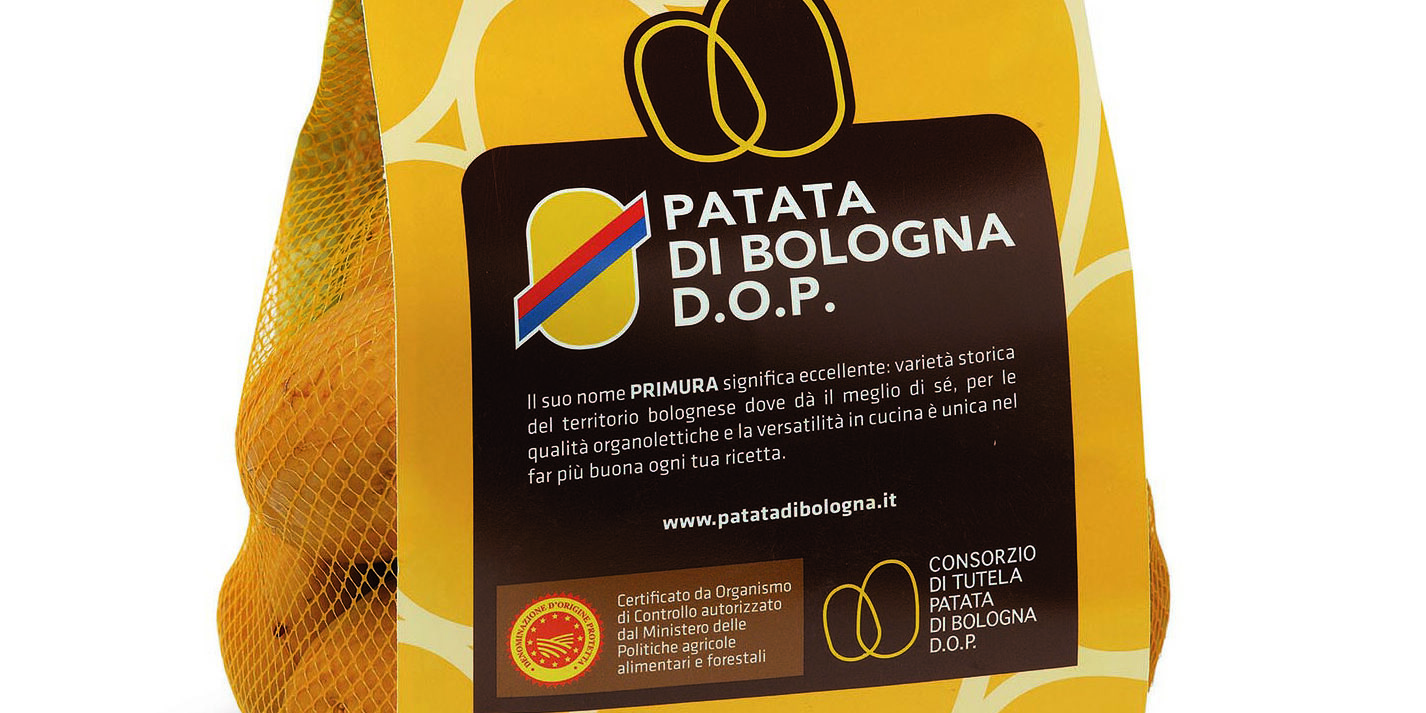 PATATA
DI BOLOGNA
D.O.P.
Il suo nome PRIMURA significa eccellente: varietà storica
del territorio bolognese dove dà il meglio di sé, per le
qualità organolettiche e la versatilità in cucina è unica nel
far più buona ogni tua ricetta.
www.patatadibologna.it
DENOMINAZIONE D'ORIGINE PROTETTA
Certificato da Organismo
di Controllo autorizzato
dal Ministero delle
Politiche agricole
alimentari e forestali
CONSORZIO
DI TUTELA
PATATA
DI BOLOGNA
D.O.P.